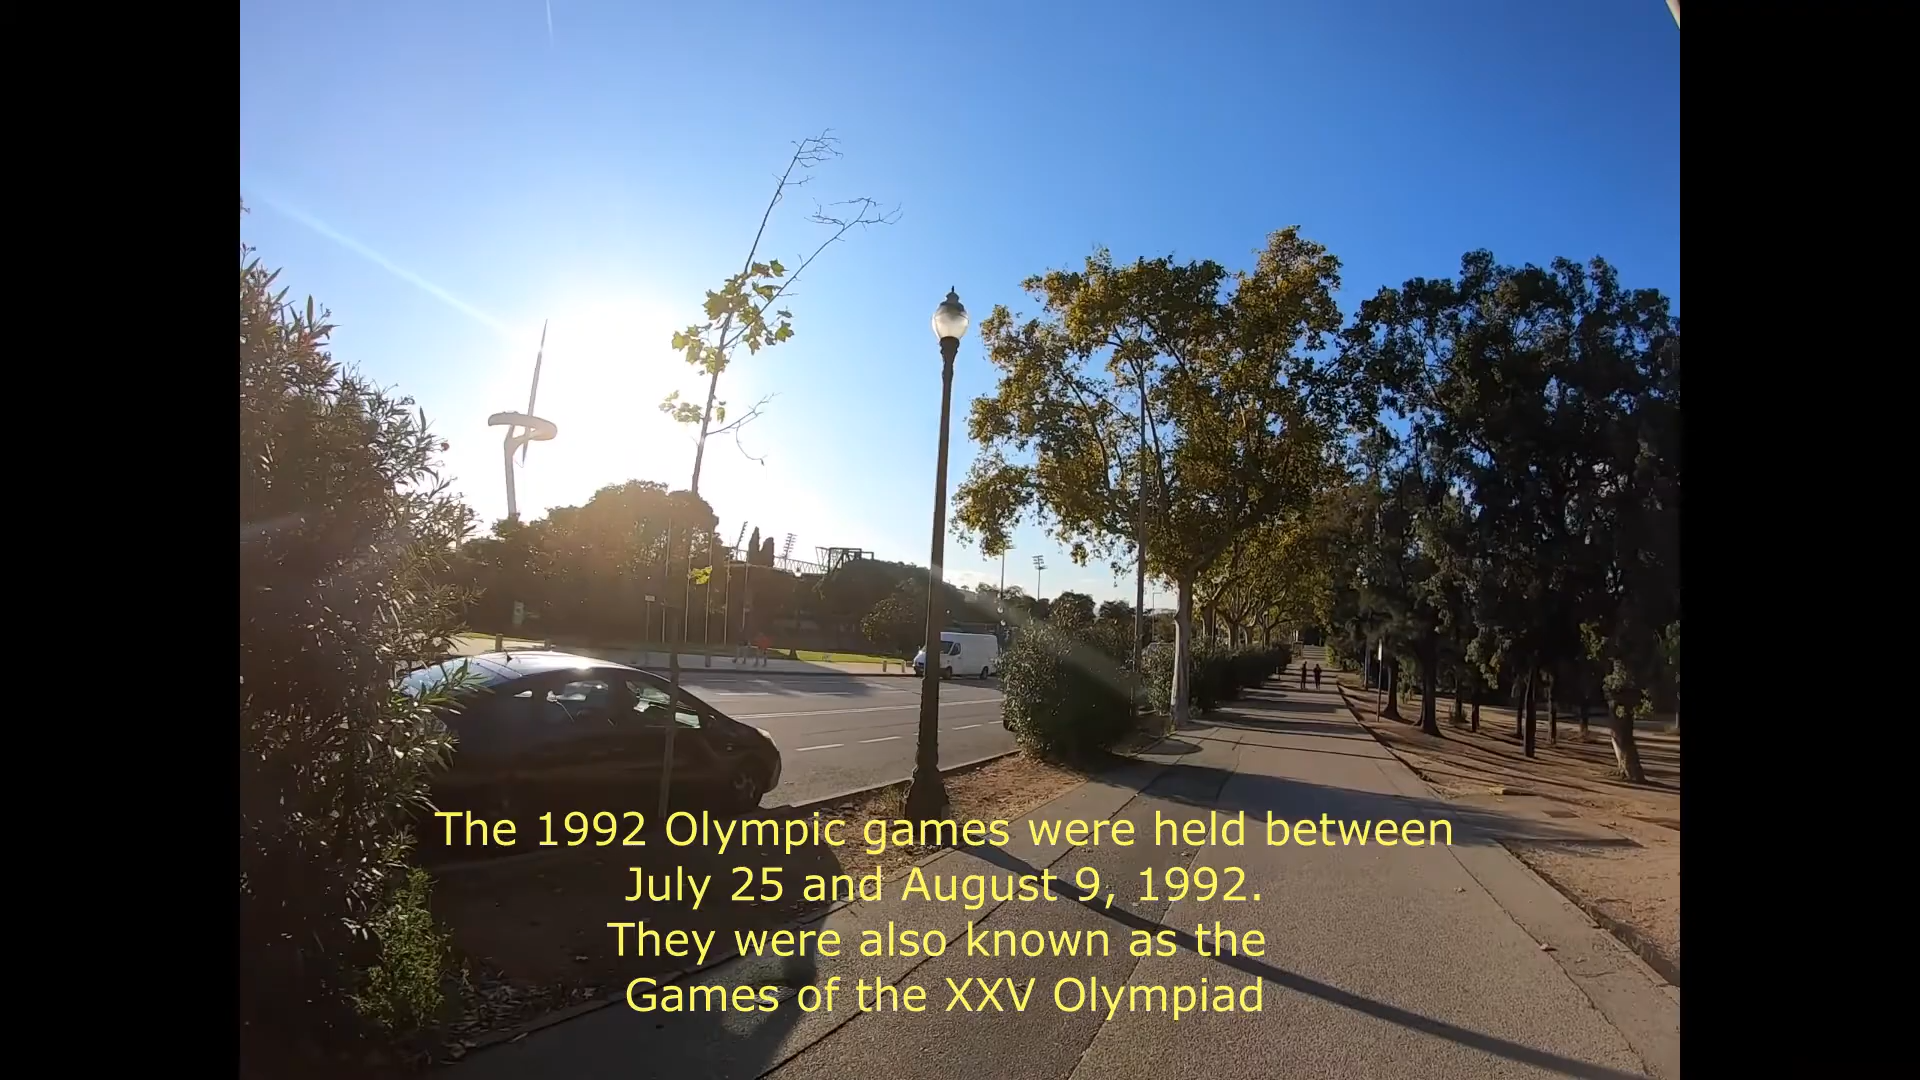 The 1992 Olympic games were held between
July 25 and August 9, 1992.
They were also known as the
Games of the XXV Olympiad